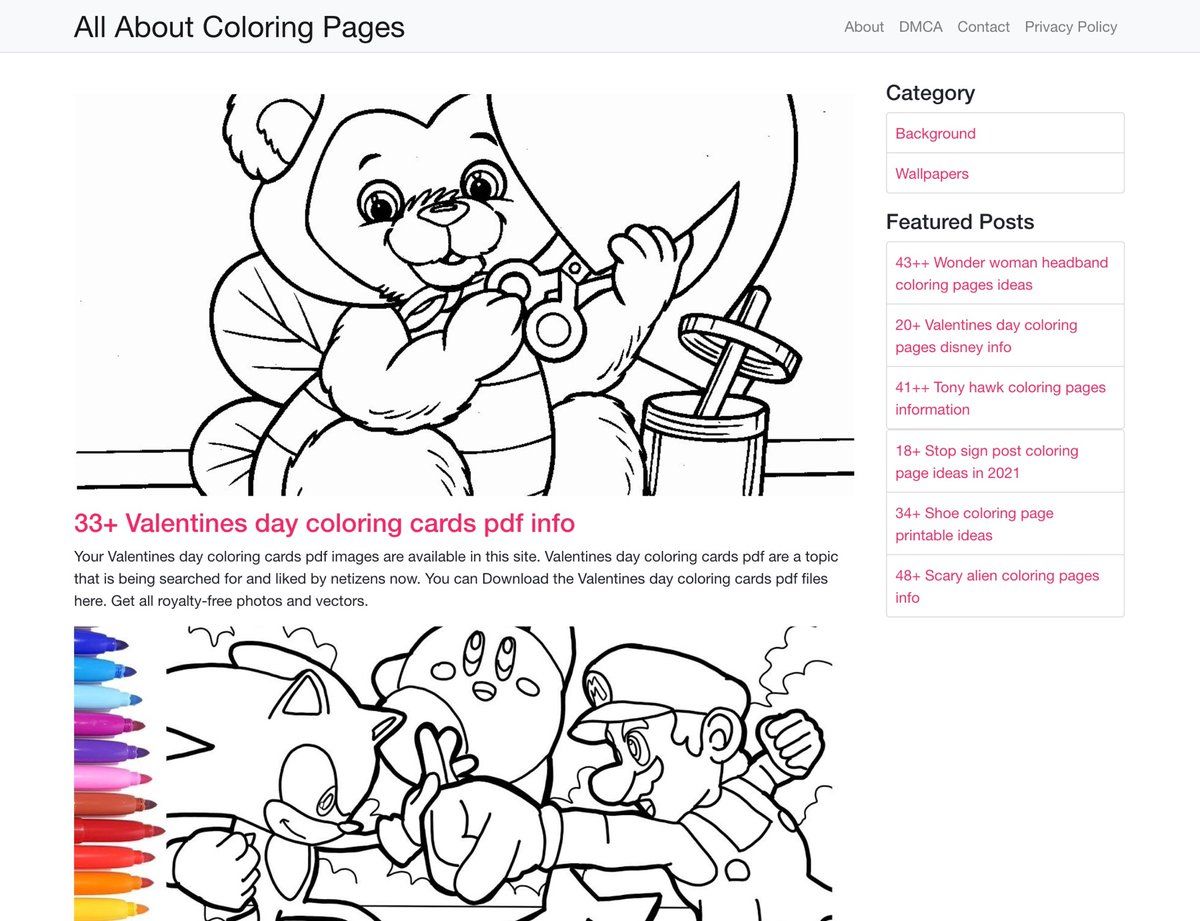 All About Coloring Pages
About DMCA Contact Privacy Policy
33+ Valentines day coloring cards pdf info
Your Valentines day coloring cards pdf images are available in this site. Valentines day coloring cards pdf are a topic
that is being searched for and liked by netizens now. You can Download the Valentines day coloring cards pdf files
here. Get all royalty-free photos and vectors.
M
Category
Background
Wallpapers
Featured Posts
43++ Wonder woman headband
coloring pages ideas
20+ Valentines day coloring
pages disney info
41++ Tony hawk coloring pages
information
18+ Stop sign post coloring
page ideas in 2021
34+ Shoe coloring page
printable ideas
48+ Scary alien coloring pages
info